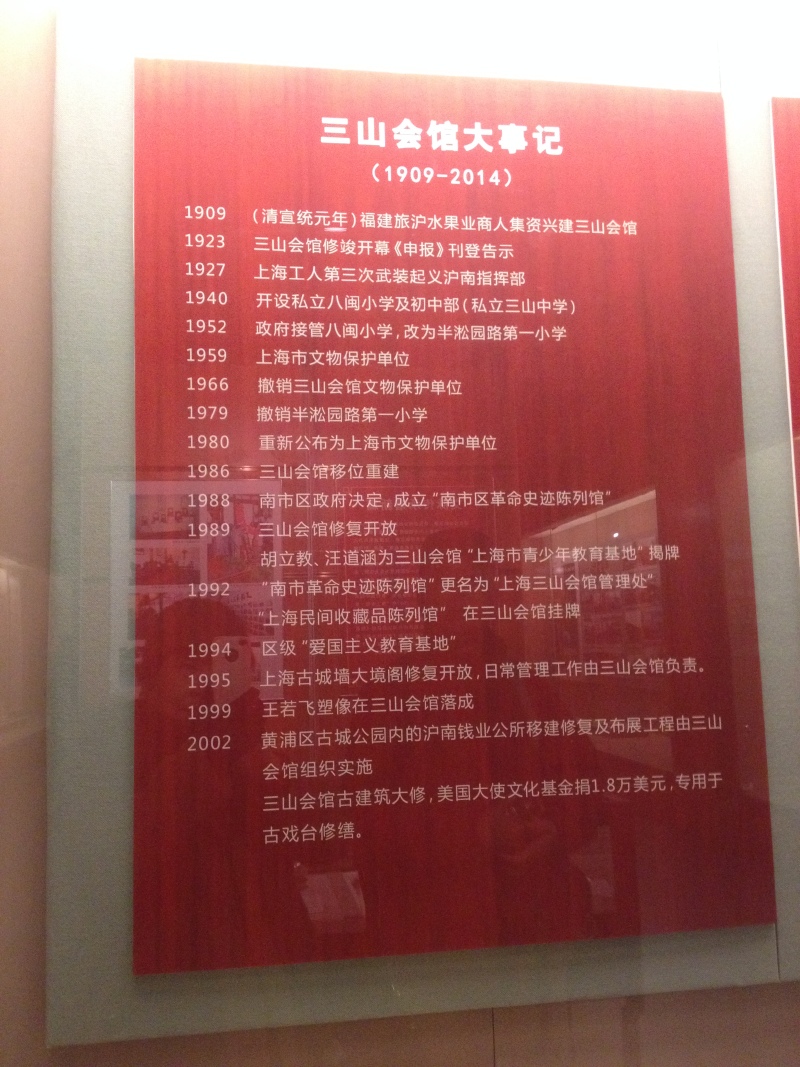 三山会馆大事记
（1909-2014）
1909 （清宣统元年）福建旅沪水果业商人集资兴建三山会馆
1923 三山会馆修竣开幕《申报》刊登告示
1927 上海工人第三次武装起义沪南指挥部
1940 开设私立八闽小学及初中部（私立三山中学）
1952 政府接管八闽小学，改为半淞园路第一小学
1959 上海市文物保护单位
1966 撤销三山会馆文物保护单位
1979 撤销半淞园路第一小学
1980 重新公布为上海市文物保护单位
1986 三山会馆移位重建
1988 南市区政府决定，成立“南市区革命史迹陈列馆”
1989 三山会馆修复开放
胡立教、汪道涵为三山会馆“上海市青少年教育基地”揭牌
1992 “南市革命史迹陈列馆”更名为“上海三山会馆管理处”
“上海民间收藏品陈列馆” 在三山会馆挂牌
1994 区级“爱国主义教育基地”
1995 上海古城墙大境阁修复开放，日常管理工作由三山会馆负责。
1999 王若飞塑像在三山会馆落成
2002 黄浦区古城公园内的沪南钱业公所移建修复及布展工程由三山
会馆组织实施
三山会馆古建筑大修，美国大使文化基金捐1.8万美元，专用于
古戏台修缮。